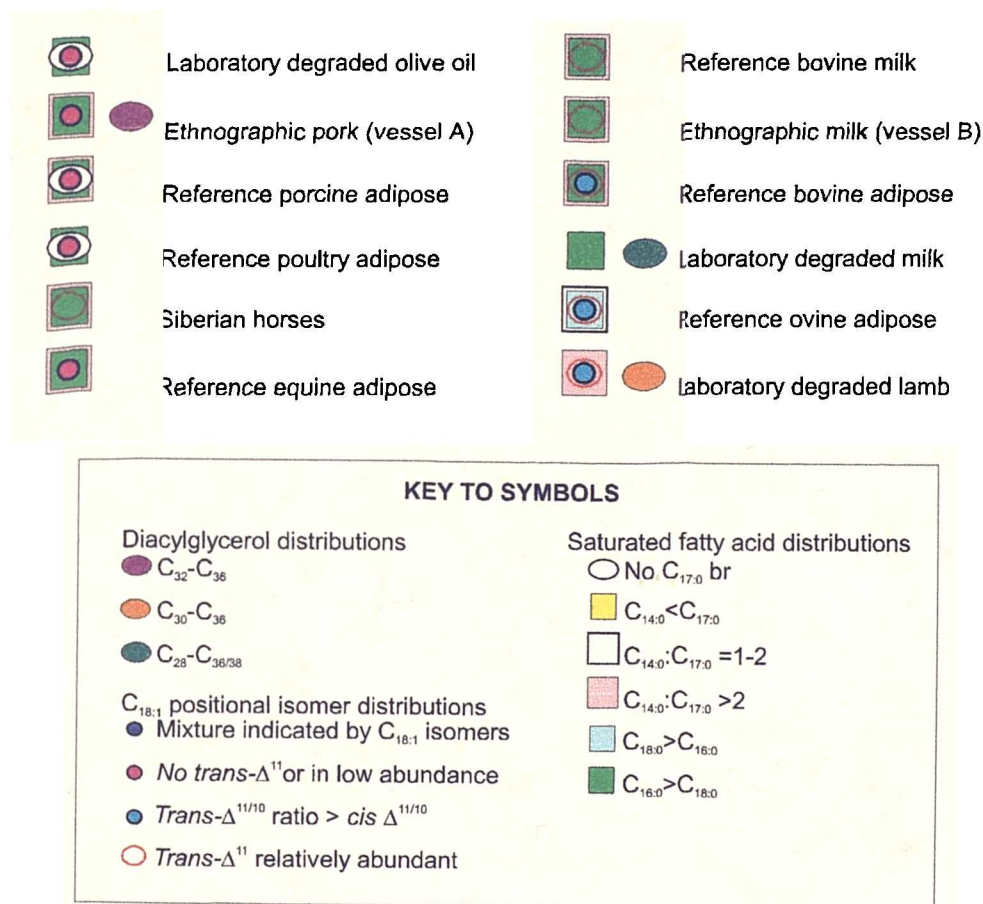 Laboratory degraded olive oil
Ethnographic pork (vessel A)
Reference porcine adipose
Reference poultry adipose
Siberian horses
Reference equine adipose
Reference bovine milk
Ethnographic milk (vessel B)
Reference bovine adipose
Laboratory degraded milk
Reference ovine adipose
Laboratory degraded lamb
KEY TO SYMBOLS
Diacylglycerol distributions
C₃₂-C₃₆
C₃₀-C₃₆
C₂₈-C₃₆/₃₈
C₁₈:₁ positional isomer distributions
Mixture indicated by C₁₈:₁ isomers
No trans-Δ¹¹ or in low abundance
Trans-Δ¹¹/¹⁰ ratio > cis Δ¹¹/¹⁰
Trans-Δ¹¹ relatively abundant
Saturated fatty acid distributions
No C₁₇:₀ br
C₁₄:₀<C₁₇:₀
C₁₄:₀:C₁₇:₀ =1-2
C₁₄:₀:C₁₇:₀ >2
C₁₈:₀>C₁₆:₀
C₁₆:₀>C₁₈:₀